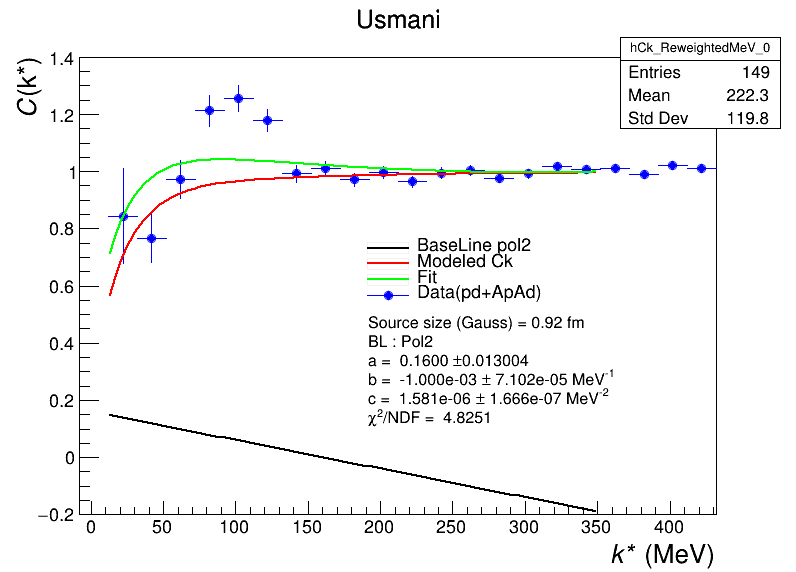 Usmani
hCk_ReweightedMeV_0
Entries 149
Mean 222.3
Std Dev 119.8
C(k*)
1.4
1.2
1
0.8
0.6
0.4
0.2
0
−0.2
BaseLine pol2
Modeled Ck
Fit
Data(pd+ApAd)
Source size (Gauss) = 0.92 fm
BL : Pol2
a = 0.1600 ±0.013004
b = -1.000e-03 ± 7.102e-05 MeV⁻¹
c = 1.581e-06 ± 1.666e-07 MeV⁻²
χ²/NDF = 4.8251
0 50 100 150 200 250 300 350 400
k* (MeV)